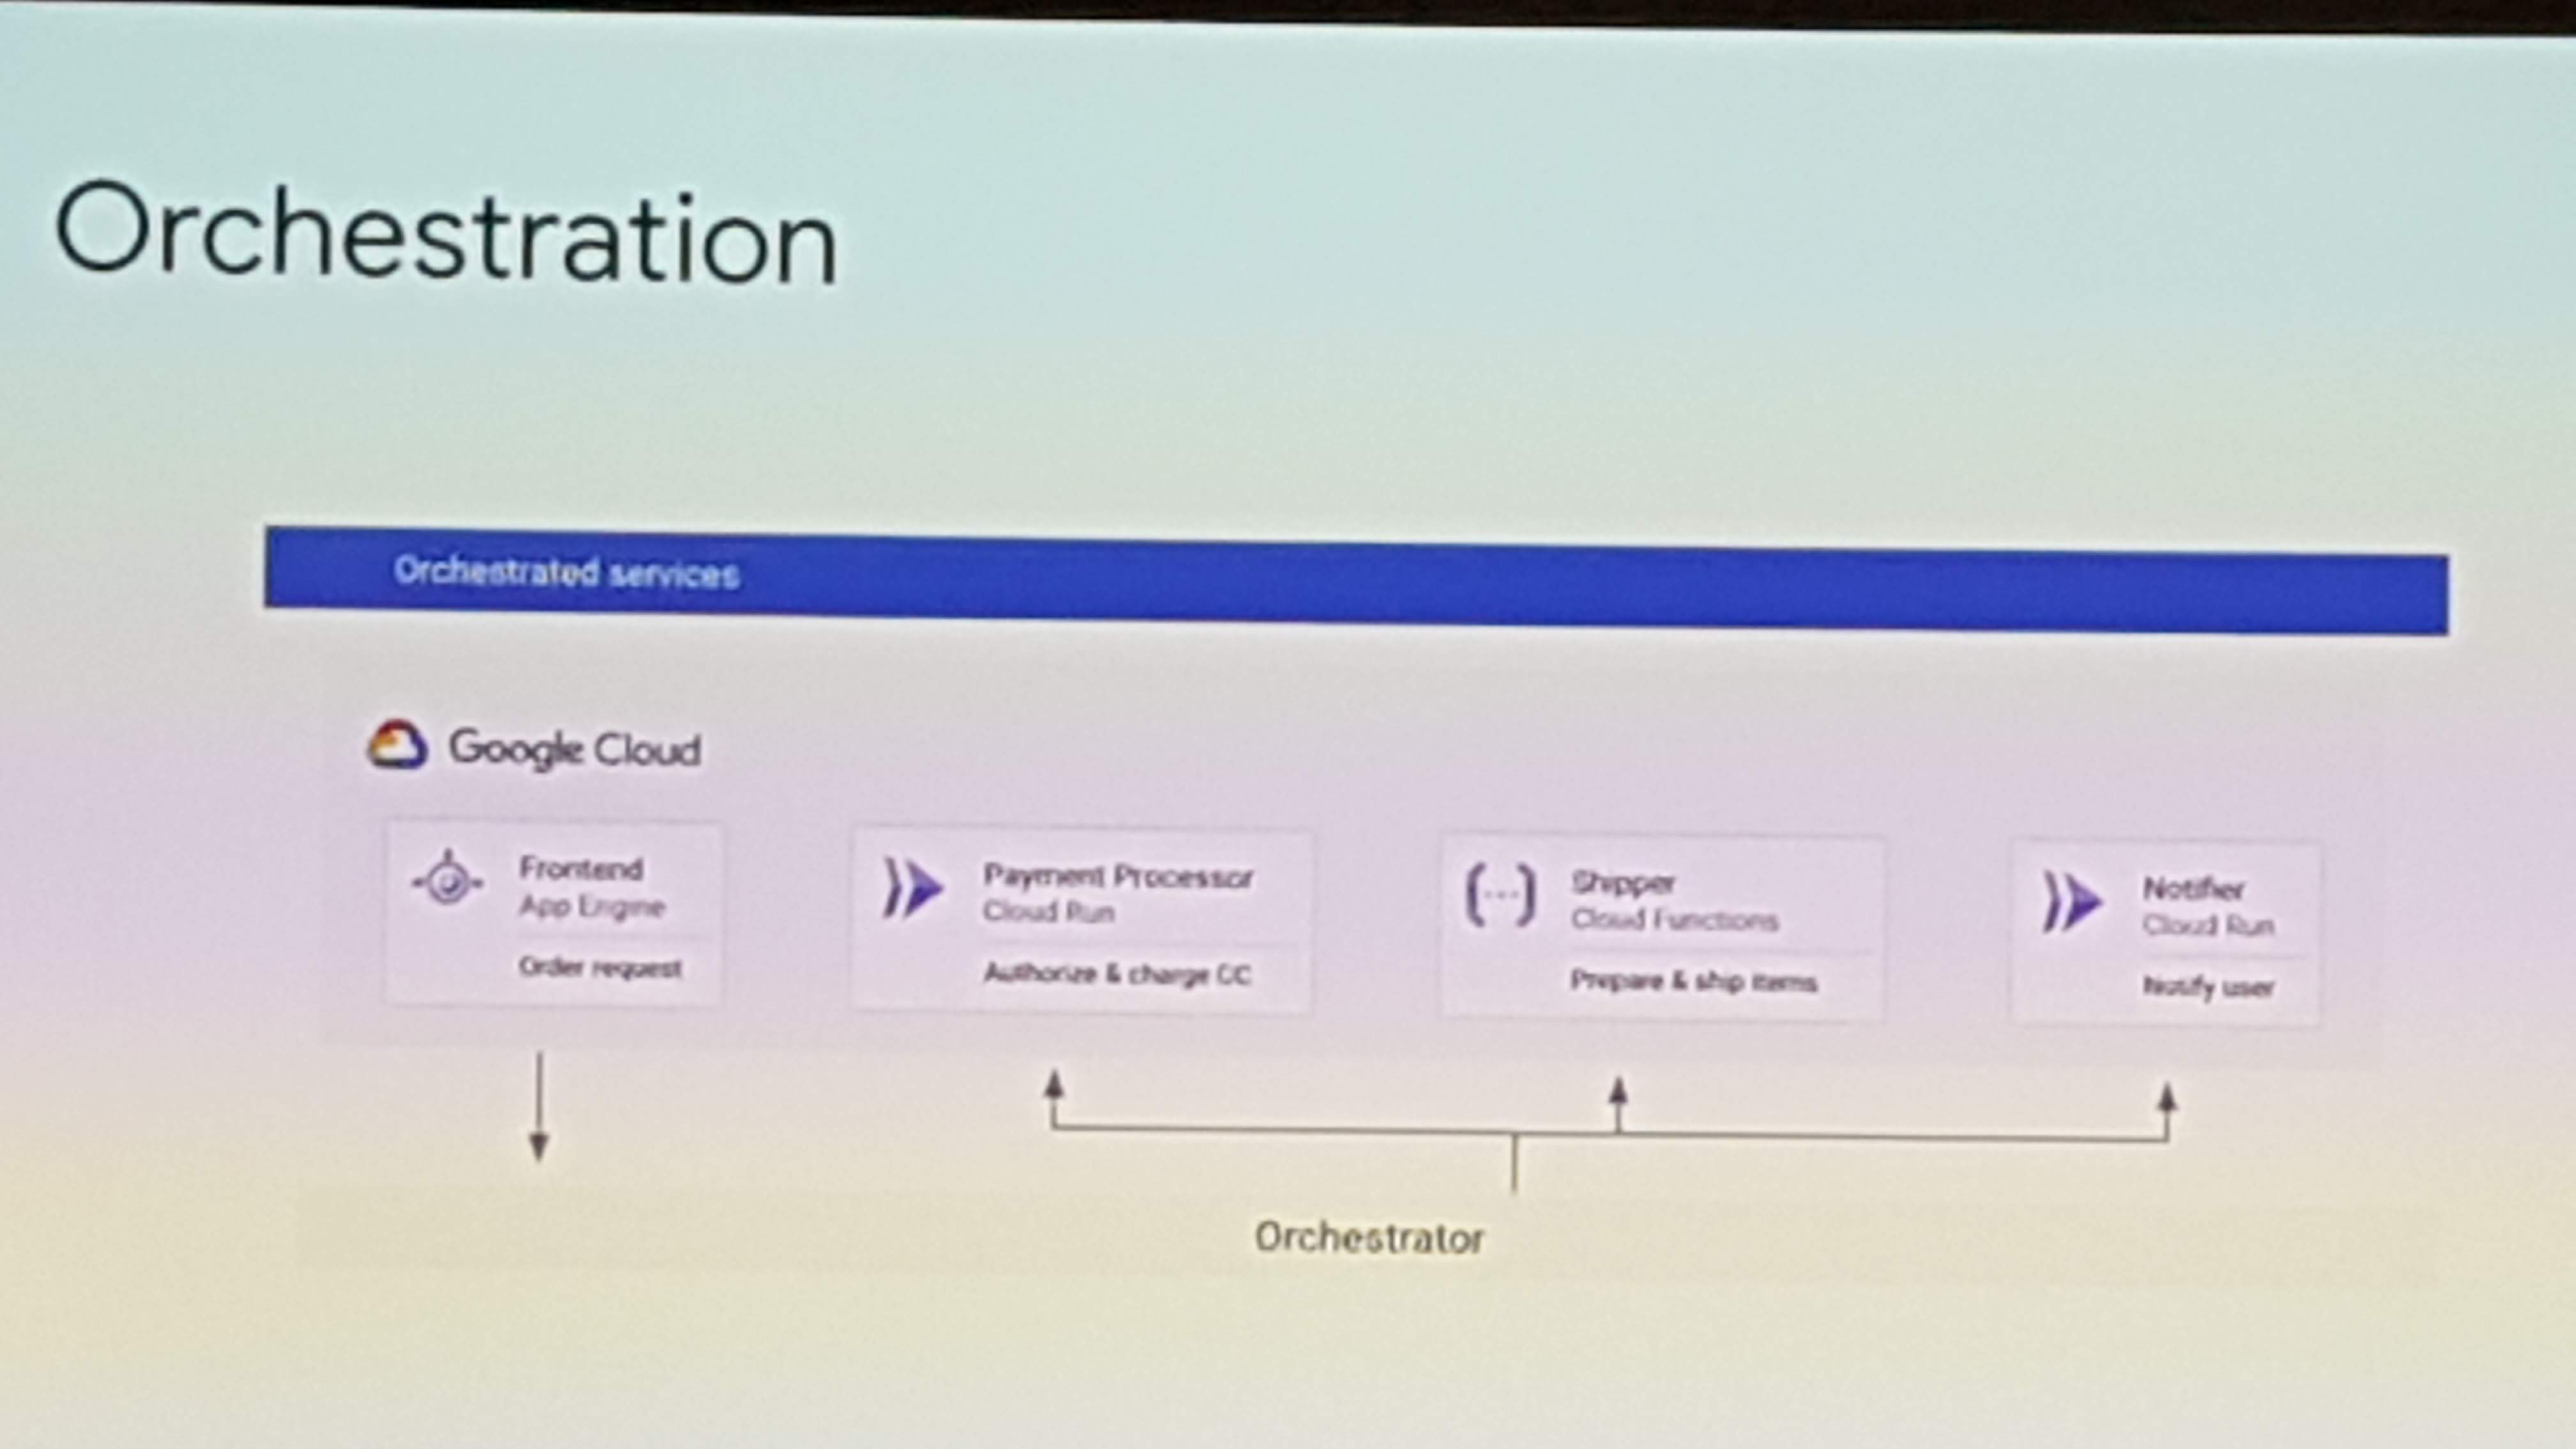 Orchestration
Orchestrated services
Google Cloud
Frontend
App Engine
Order request
Payment Processor
Cloud Run
Authorize & charge CC
Shipper
Cloud Functions
Prepare & ship items
Notifier
Cloud Run
Notify user
Orchestrator